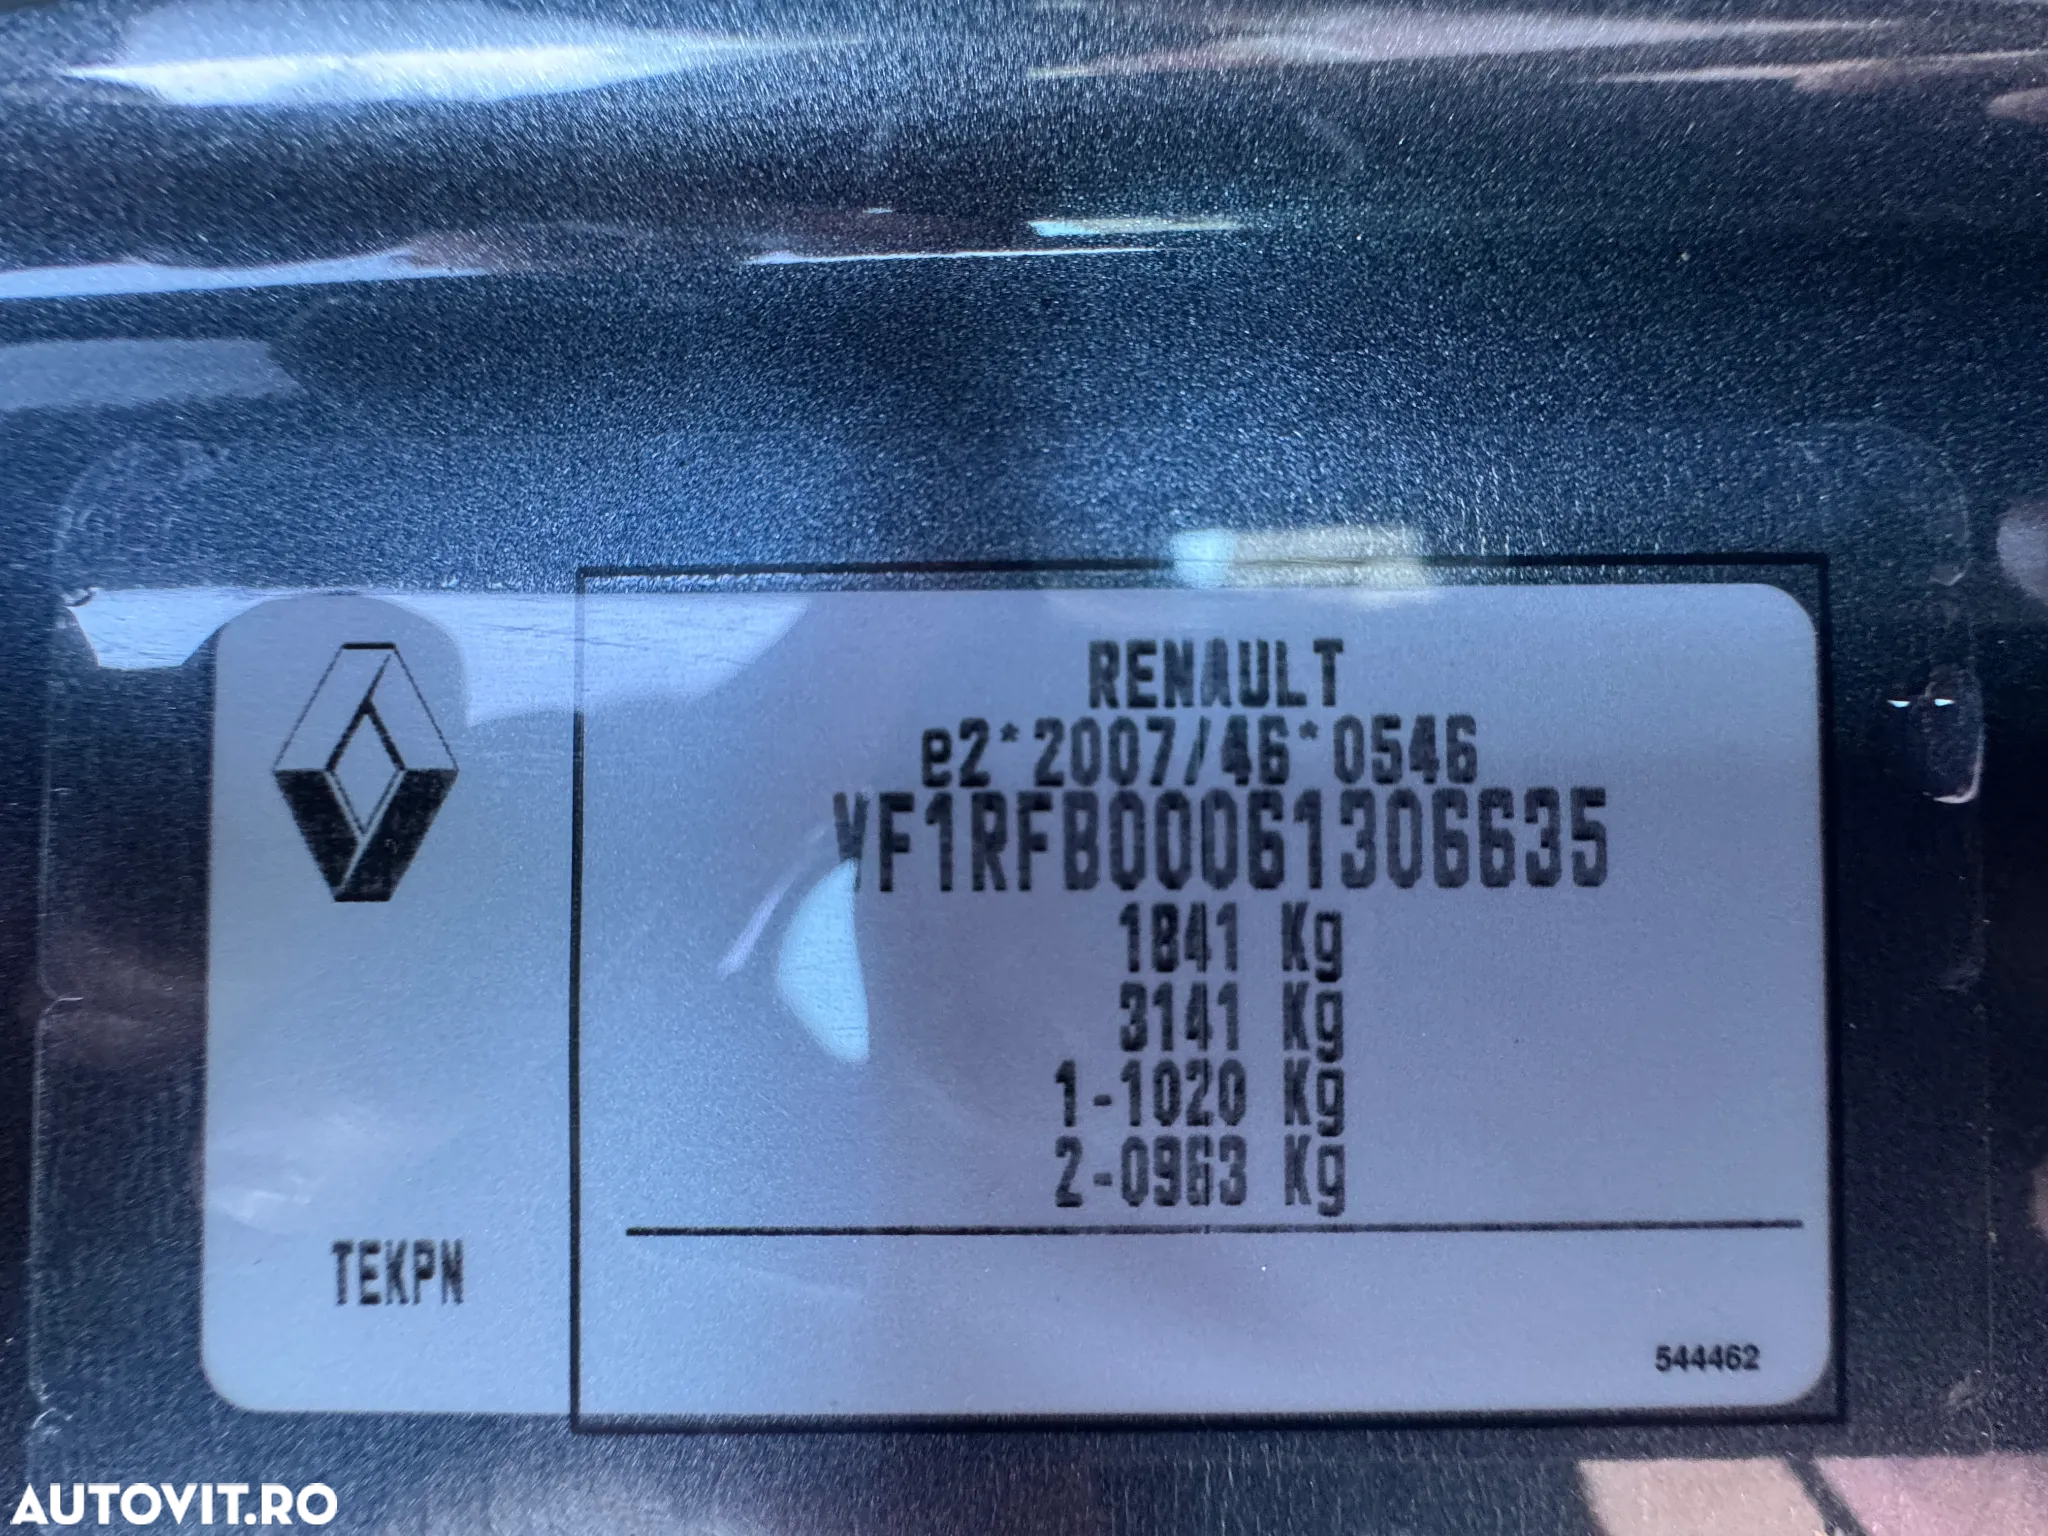 RENAULT
e2*2007/46*0546
VF1RFB00061306635
1841 Kg
3141 Kg
1-1020 Kg
2-0963 Kg
TEKPN
544462
AUTOVIT.RO